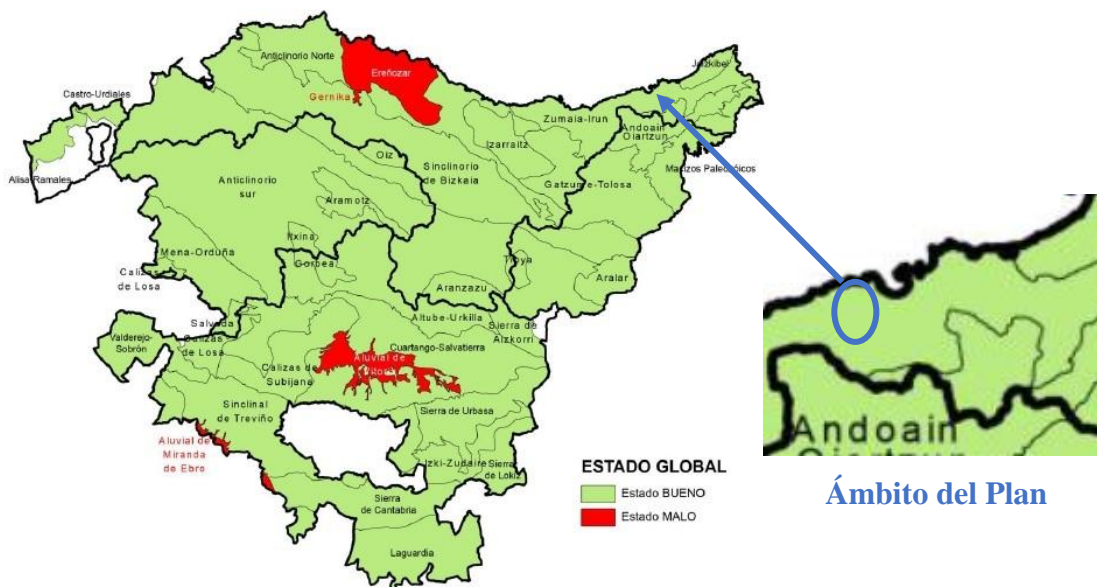 Anticlinorio Norte
Ereñozar
Gernika
Castro-Urdiales
Jaizkibel
Zumaia-Irun
Andoain
Oiartzun
Izarraitz
Macizos Paleozóicos
Alisa Ramales
Oiz
Sinclinorio
de Bizkaia
Anticlinorio
sur
Gatzume-Tolosa
Aramotz
Itxina
Gorbea
Mena-Orduña
Calizas
de Losa
Troya
Aralar
Aranzazu
Altube-Urkilla
Sierra de
Aizkorri
Salvada
Calizas
de Losa
Valderejo-
Sobrón
Cuartango-Salvatierra
Aluvial de
Vitoria
Calizas de
Subijana
Sinclinal
de Treviño
Sierra de Urbasa
Aluvial de
Miranda
de Ebro
Izki-Zudaire
Sierra
de Lokiz
Sierra
de Cantabria
Laguardia
ESTADO GLOBAL
Estado BUENO
Estado MALO
Andoain
Oiartzun
Ámbito del Plan